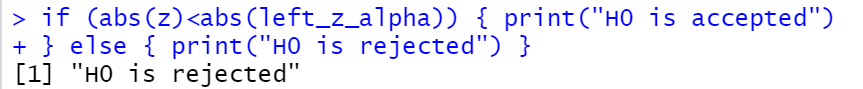 > if (abs(z)<abs(left_z_alpha)) { print("H0 is accepted")
+ } else { print("H0 is rejected") }
[1] "H0 is rejected"